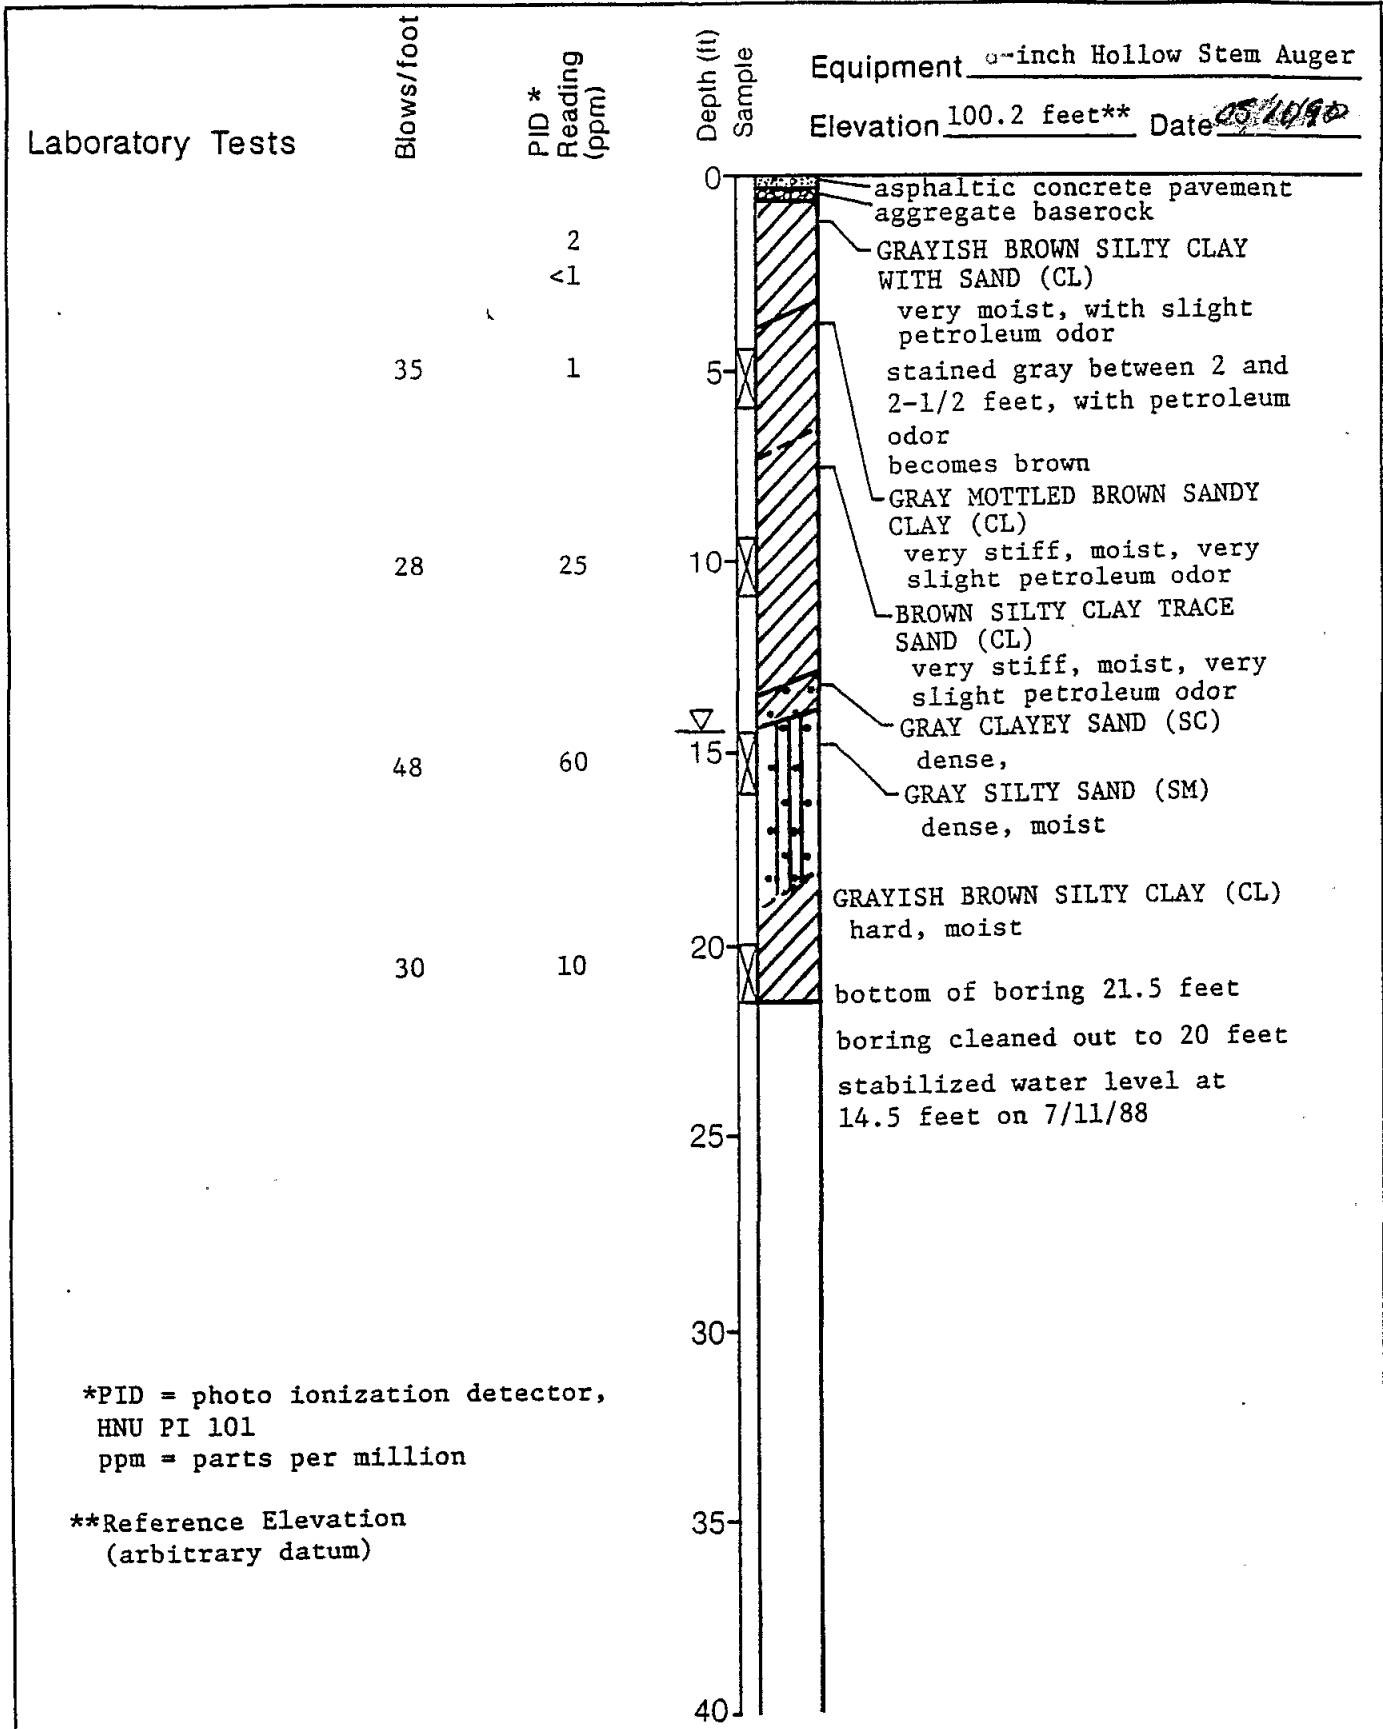 Laboratory Tests
Blows/foot
PID *
Reading
(ppm)
Depth (ft)
Sample
Equipment -inch Hollow Stem Auger
Elevation 100.2 feet** Date
0
asphaltic concrete pavement
aggregate baserock
2
<1
GRAYISH BROWN SILTY CLAY
WITH SAND (CL)
very moist, with slight
petroleum odor
35 1 5
stained gray between 2 and
2-1/2 feet, with petroleum
odor
becomes brown
GRAY MOTTLED BROWN SANDY
CLAY (CL)
very stiff, moist, very
slight petroleum odor
28 25 10
BROWN SILTY CLAY TRACE
SAND (CL)
very stiff, moist, very
slight petroleum odor
GRAY CLAYEY SAND (SC)
dense,
48 60 15
GRAY SILTY SAND (SM)
dense, moist
GRAYISH BROWN SILTY CLAY (CL)
hard, moist
20
30 10
bottom of boring 21.5 feet
boring cleaned out to 20 feet
stabilized water level at
14.5 feet on 7/11/88
25
30
*PID = photo ionization detector,
HNU PI 101
ppm = parts per million
**Reference Elevation
(arbitrary datum)
35
40